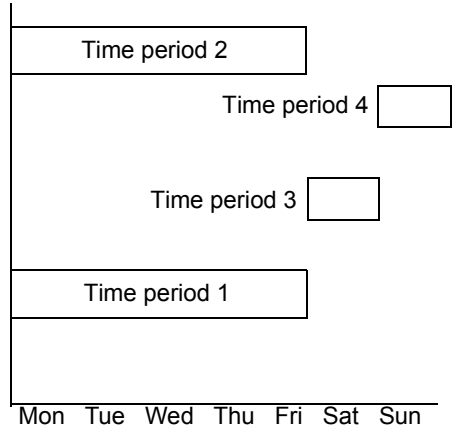 Time period 2
Time period 4
Time period 3
Time period 1
Mon Tue Wed Thu Fri Sat Sun